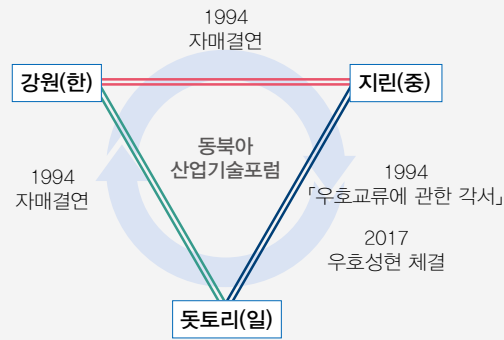 1994
자매결연
강원(한)
지린(중)
동북아
산업기술포럼
1994
자매결연
1994
「우호교류에 관한 각서」
2017
우호성현 체결
돗토리(일)